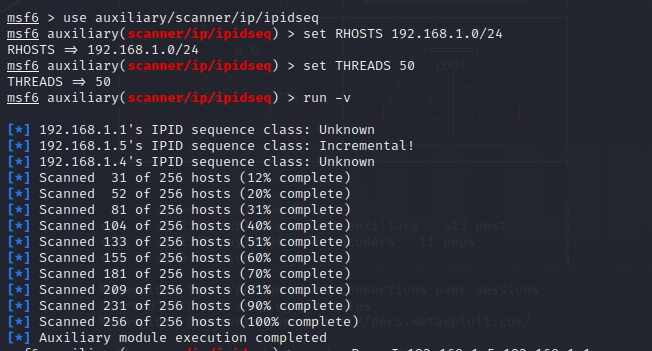 msf6 > use auxiliary/scanner/ip/ipidseq
msf6 auxiliary(scanner/ip/ipidseq) > set RHOSTS 192.168.1.0/24
RHOSTS => 192.168.1.0/24
msf6 auxiliary(scanner/ip/ipidseq) > set THREADS 50
THREADS => 50
msf6 auxiliary(scanner/ip/ipidseq) > run -v
[*] 192.168.1.1's IPID sequence class: Unknown
[*] 192.168.1.5's IPID sequence class: Incremental!
[*] 192.168.1.4's IPID sequence class: Unknown
[*] Scanned  31 of 256 hosts (12% complete)
[*] Scanned  52 of 256 hosts (20% complete)
[*] Scanned  81 of 256 hosts (31% complete)
[*] Scanned 104 of 256 hosts (40% complete)
[*] Scanned 133 of 256 hosts (51% complete)
[*] Scanned 155 of 256 hosts (60% complete)
[*] Scanned 181 of 256 hosts (70% complete)
[*] Scanned 209 of 256 hosts (81% complete)
[*] Scanned 231 of 256 hosts (90% complete)
[*] Scanned 256 of 256 hosts (100% complete)
[*] Auxiliary module execution completed